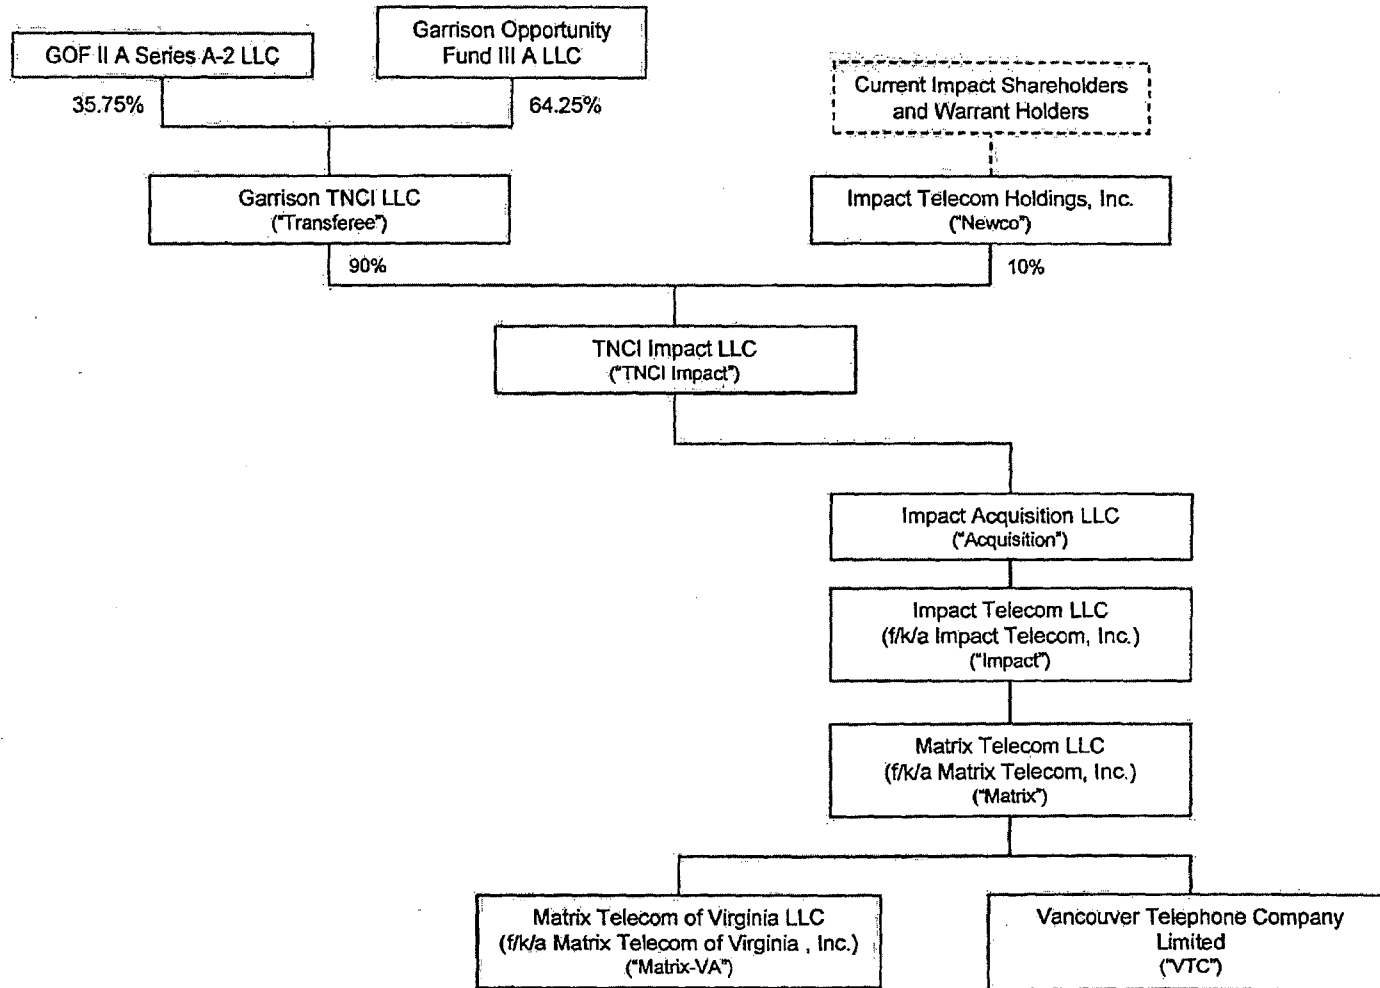 GOF II A Series A-2 LLC
Garrison Opportunity
Fund III A LLC
35.75%
64.25%
Current Impact Shareholders
and Warrant Holders
Garrison TNCI LLC
("Transferee")
Impact Telecom Holdings, Inc.
("Newco")
90%
10%
TNCI Impact LLC
("TNCI Impact")
Impact Acquisition LLC
("Acquisition")
Impact Telecom LLC
(f/k/a Impact Telecom, Inc.)
("Impact")
Matrix Telecom LLC
(f/k/a Matrix Telecom, Inc.)
("Matrix")
Matrix Telecom of Virginia LLC
(f/k/a Matrix Telecom of Virginia , Inc.)
("Matrix-VA")
Vancouver Telephone Company
Limited
("VTC")